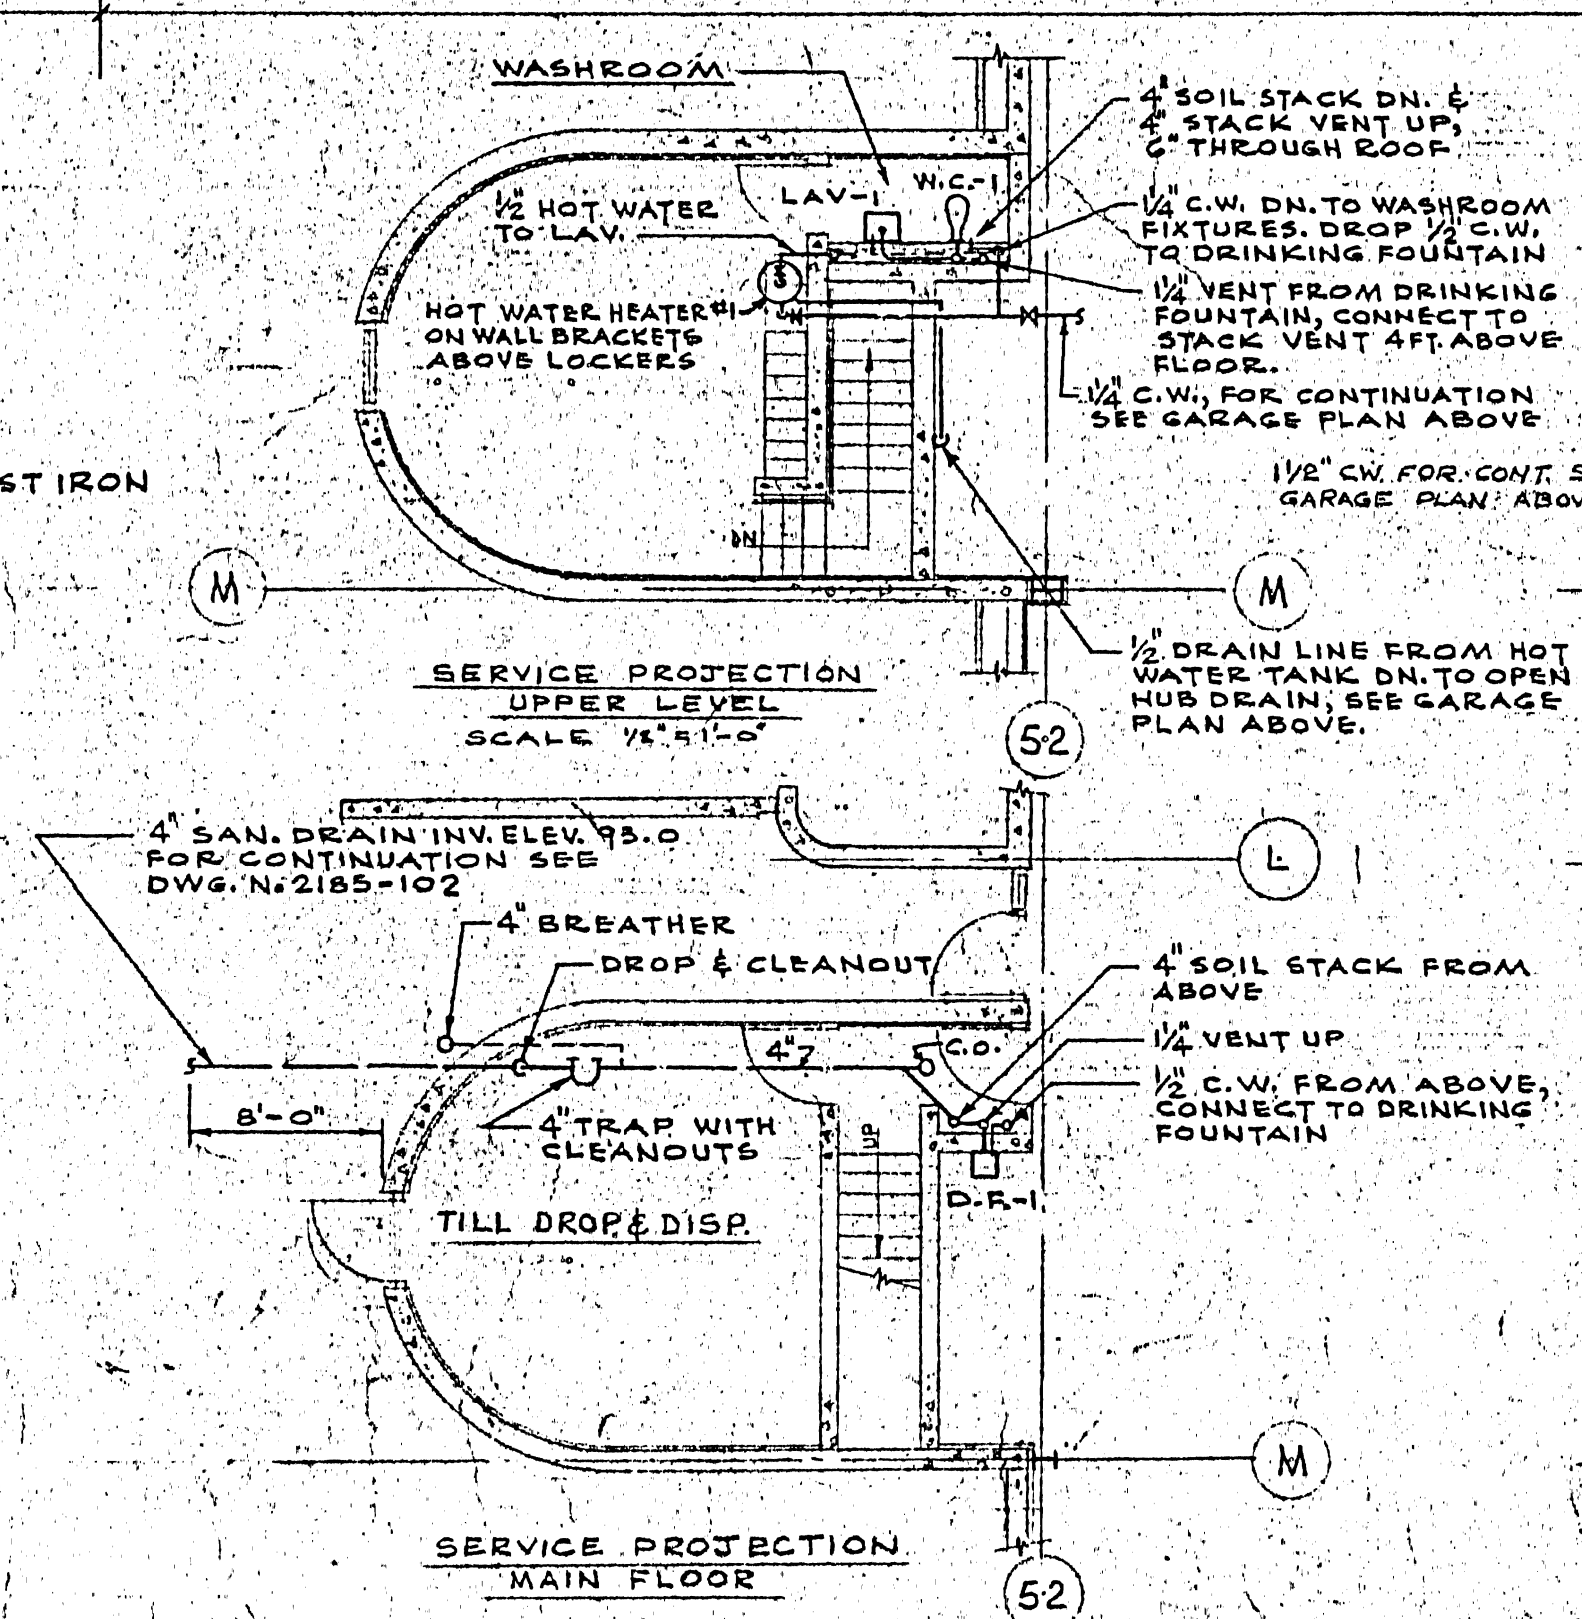 WASHROOM
4" SOIL STACK DN. &
4" STACK VENT UP,
6" THROUGH ROOF
LAV-1
W.C.-1
1/2" HOT WATER
TO LAV.
1/4" C.W. DN. TO WASHROOM
FIXTURES. DROP 1/2" C.W.
TO DRINKING FOUNTAIN
HOT WATER HEATER #1
ON WALL BRACKETS
ABOVE LOCKERS
1/4" VENT FROM DRINKING
FOUNTAIN, CONNECT TO
STACK VENT 4FT. ABOVE
FLOOR.
1/4" C.W., FOR CONTINUATION
SEE GARAGE PLAN ABOVE
ST IRON
1 1/2" C.W. FOR CONT. S
GARAGE PLAN ABOV
DN
M
M
1/2" DRAIN LINE FROM HOT
WATER TANK DN. TO OPEN
HUB DRAIN, SEE GARAGE
PLAN ABOVE.
SERVICE PROJECTION
UPPER LEVEL
SCALE 1/8"=1'-0"
5·2
4" SAN. DRAIN INV. ELEV. 93.0
FOR CONTINUATION SEE
DWG. No. 2185-102
L
4" BREATHER
DROP & CLEANOUT
4" SOIL STACK FROM
ABOVE
4"
C.O.
1/4" VENT UP
1/2" C.W. FROM ABOVE,
CONNECT TO DRINKING
FOUNTAIN
8'-0"
4" TRAP WITH
CLEANOUTS
UP
D.F.-1
TILL DROP & DISP.
M
SERVICE PROJECTION
MAIN FLOOR
5·2